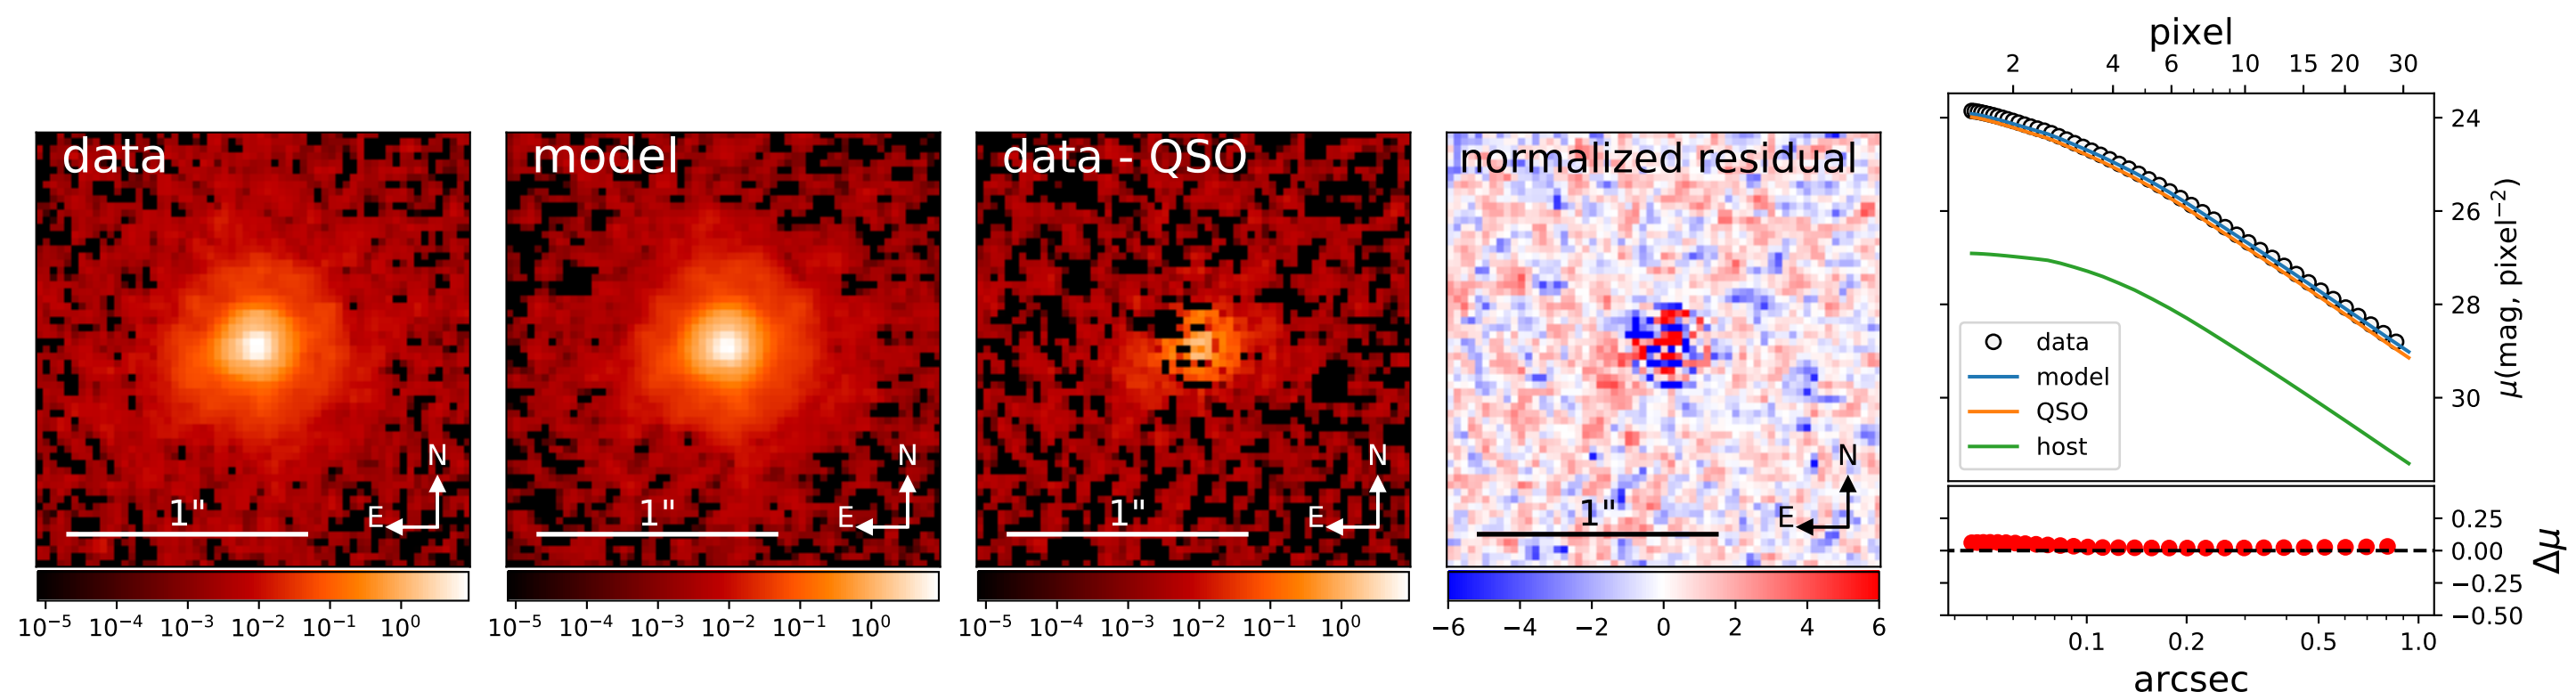 data
1"
N
E
10⁻⁵ 10⁻⁴ 10⁻³ 10⁻² 10⁻¹ 10⁰
model
1"
N
E
10⁻⁵ 10⁻⁴ 10⁻³ 10⁻² 10⁻¹ 10⁰
data - QSO
1"
N
E
10⁻⁵ 10⁻⁴ 10⁻³ 10⁻² 10⁻¹ 10⁰
normalized residual
1"
N
E
−6 −4 −2 0 2 4 6
pixel
2 4 6 10 15 20 30
24
26
28
30
μ(mag, pixel⁻²)
data
model
QSO
host
0.25
0.00
−0.25
−0.50
Δμ
0.1 0.2 0.5 1.0
arcsec